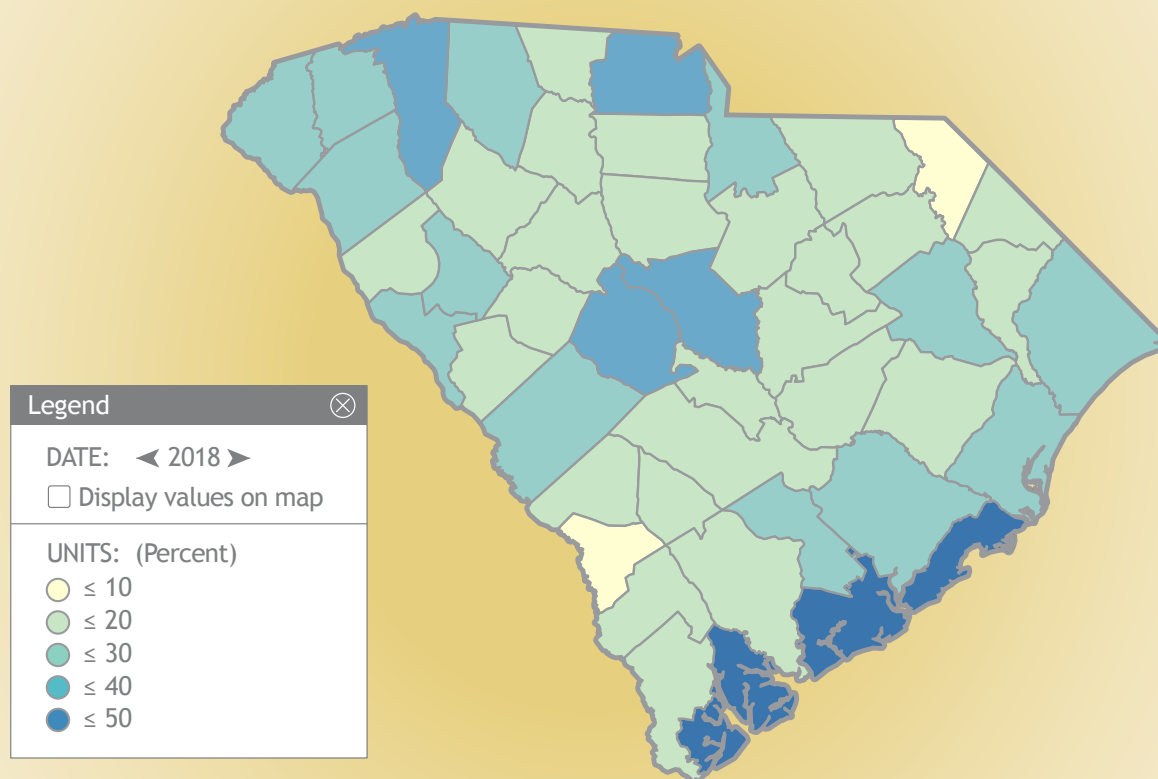 Legend
DATE: 2018
Display values on map
UNITS: (Percent)
≤ 10
≤ 20
≤ 30
≤ 40
≤ 50